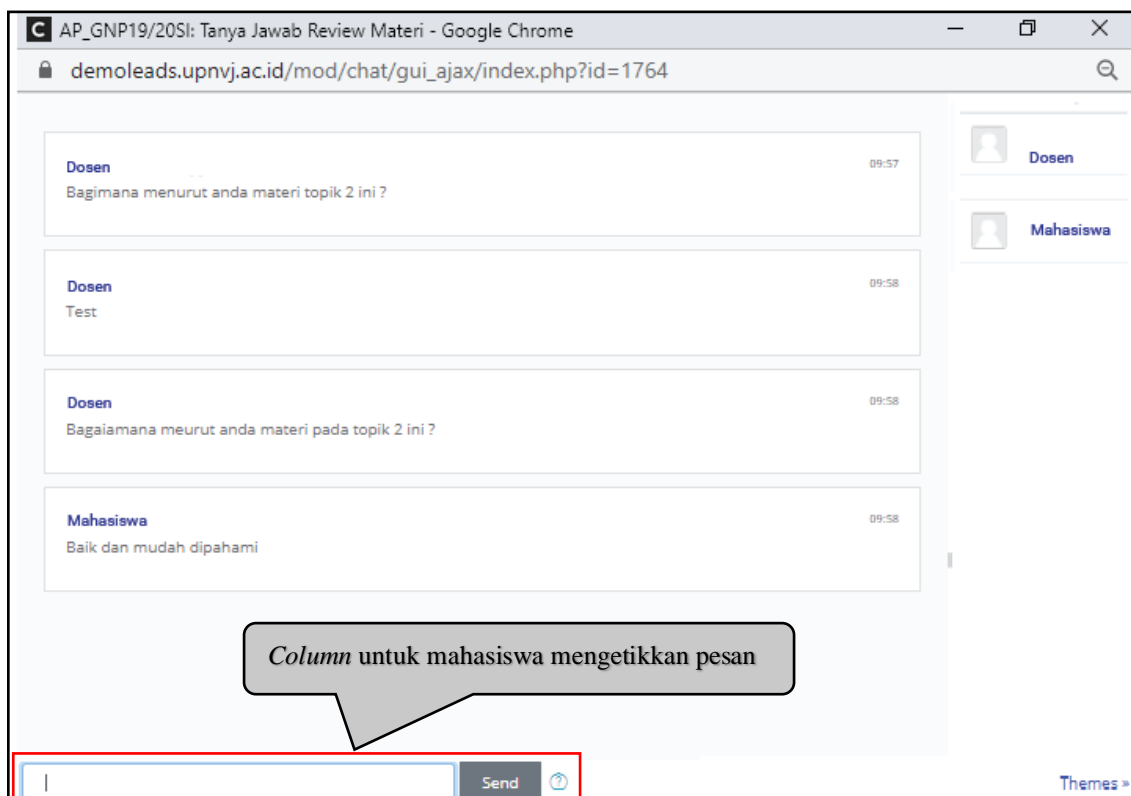 C AP_GNP19/20SI: Tanya Jawab Review Materi - Google Chrome
demoleads.upnvj.ac.id/mod/chat/gui_ajax/index.php?id=1764
Dosen 09:57
Bagimana menurut anda materi topik 2 ini ?
Dosen 09:58
Test
Dosen 09:58
Bagaiamana meurut anda materi pada topik 2 ini ?
Mahasiswa 09:58
Baik dan mudah dipahami
Dosen
Mahasiswa
Column untuk mahasiswa mengetikkan pesan
Send ?
Themes »